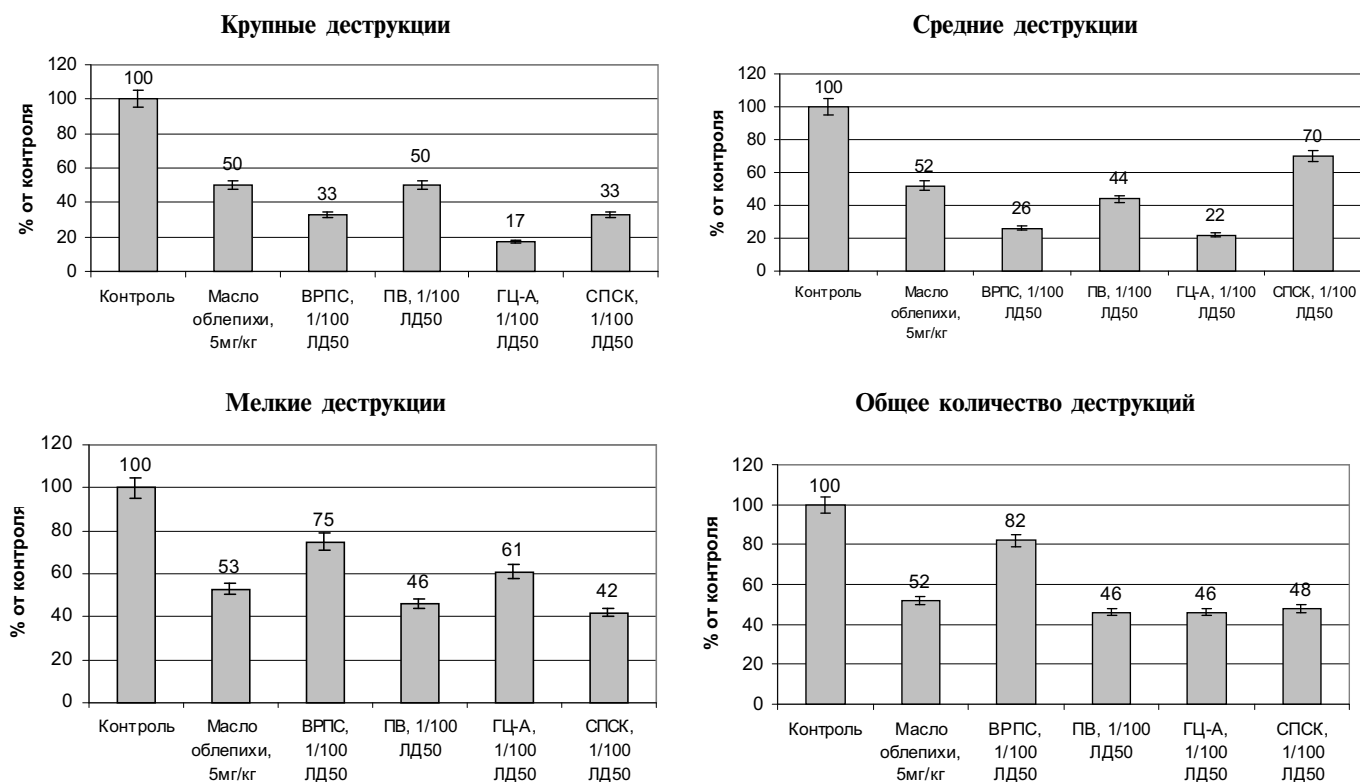 Крупные деструкции
% от контроля
120
100
80
60
40
20
0
100
50
33
50
17
33
Контроль
Масло
облепихи,
5мг/кг
ВРПС,
1/100
ЛД50
ПВ, 1/100
ЛД50
ГЦ-А,
1/100
ЛД50
СПСК,
1/100
ЛД50
Средние деструкции
% от контроля
120
100
80
60
40
20
0
100
52
26
44
22
70
Контроль
Масло
облепихи,
5мг/кг
ВРПС, 1/100
ЛД50
ПВ, 1/100
ЛД50
ГЦ-А, 1/100
ЛД50
СПСК, 1/100
ЛД50
Мелкие деструкции
% от контроля
120
100
80
60
40
20
0
100
53
75
46
61
42
Контроль
Масло
облепихи,
5мг/кг
ВРПС,
1/100
ЛД50
ПВ, 1/100
ЛД50
ГЦ-А,
1/100
ЛД50
СПСК,
1/100
ЛД50
Общее количество деструкций
% от контроля
120
100
80
60
40
20
0
100
52
82
46
46
48
Контроль
Масло
облепихи,
5мг/кг
ВРПС,
1/100
ЛД50
ПВ, 1/100
ЛД50
ГЦ-А,
1/100
ЛД50
СПСК,
1/100
ЛД50